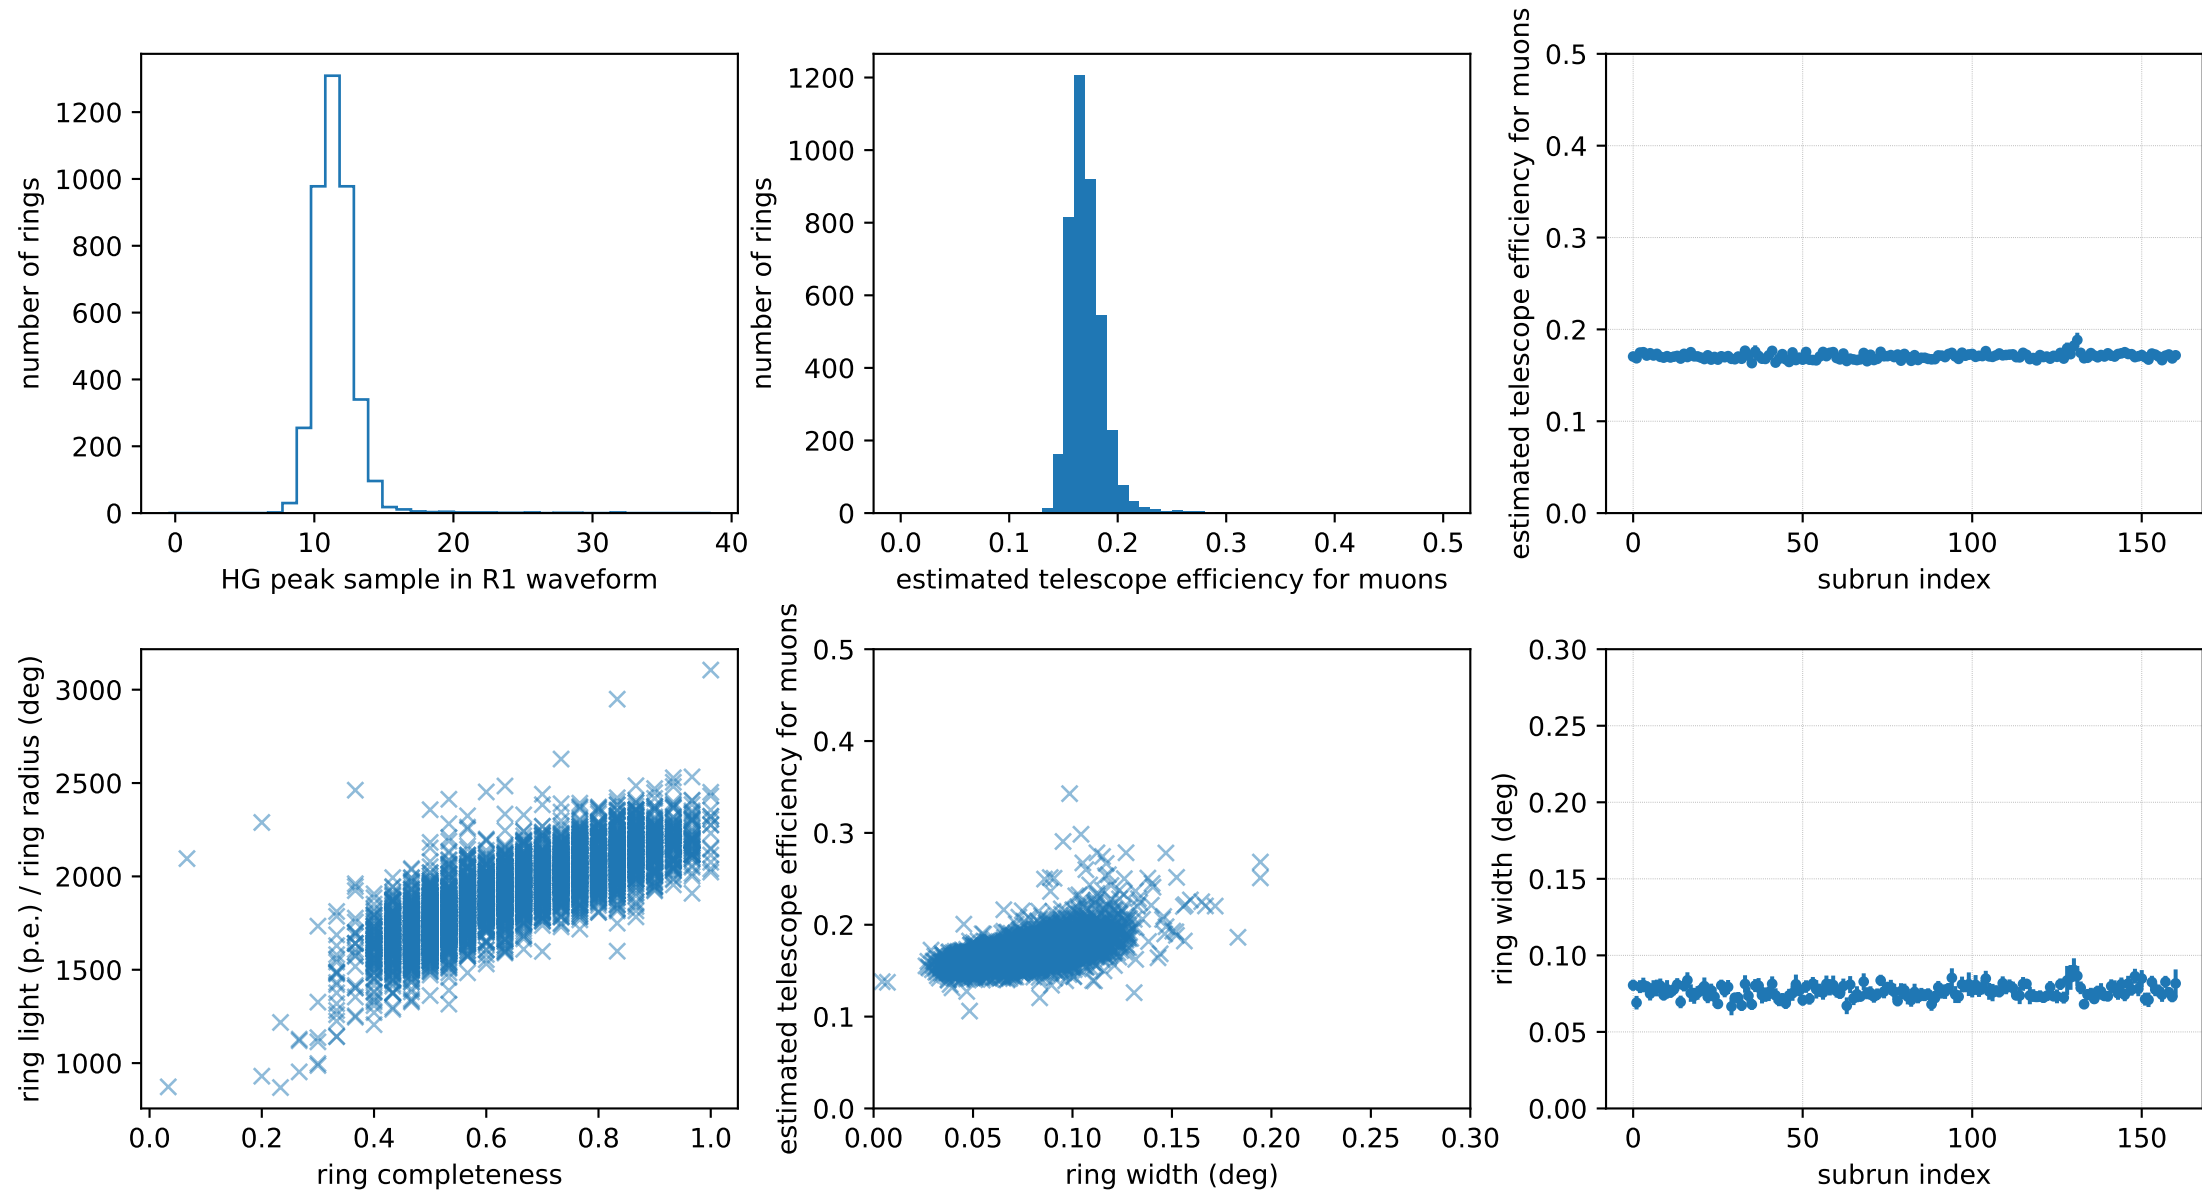 number of rings
1200
1000
800
600
400
200
0
0 10 20 30 40
HG peak sample in R1 waveform
number of rings
1200
1000
800
600
400
200
0
0.0 0.1 0.2 0.3 0.4 0.5
estimated telescope efficiency for muons
estimated telescope efficiency for muons
0.5
0.4
0.3
0.2
0.1
0.0
0 50 100 150
subrun index
ring light (p.e.) / ring radius (deg)
3000
2500
2000
1500
1000
0.0 0.2 0.4 0.6 0.8 1.0
ring completeness
estimated telescope efficiency for muons
0.5
0.4
0.3
0.2
0.1
0.0
0.00 0.05 0.10 0.15 0.20 0.25 0.30
ring width (deg)
ring width (deg)
0.30
0.25
0.20
0.15
0.10
0.05
0.00
0 50 100 150
subrun index